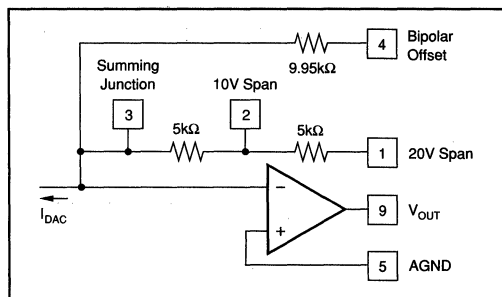 4
Bipolar
Offset
9.95kΩ
Summing
Junction
10V Span
3
2
5kΩ
5kΩ
1
20V Span
−
I_DAC
+
9
V_OUT
5
AGND